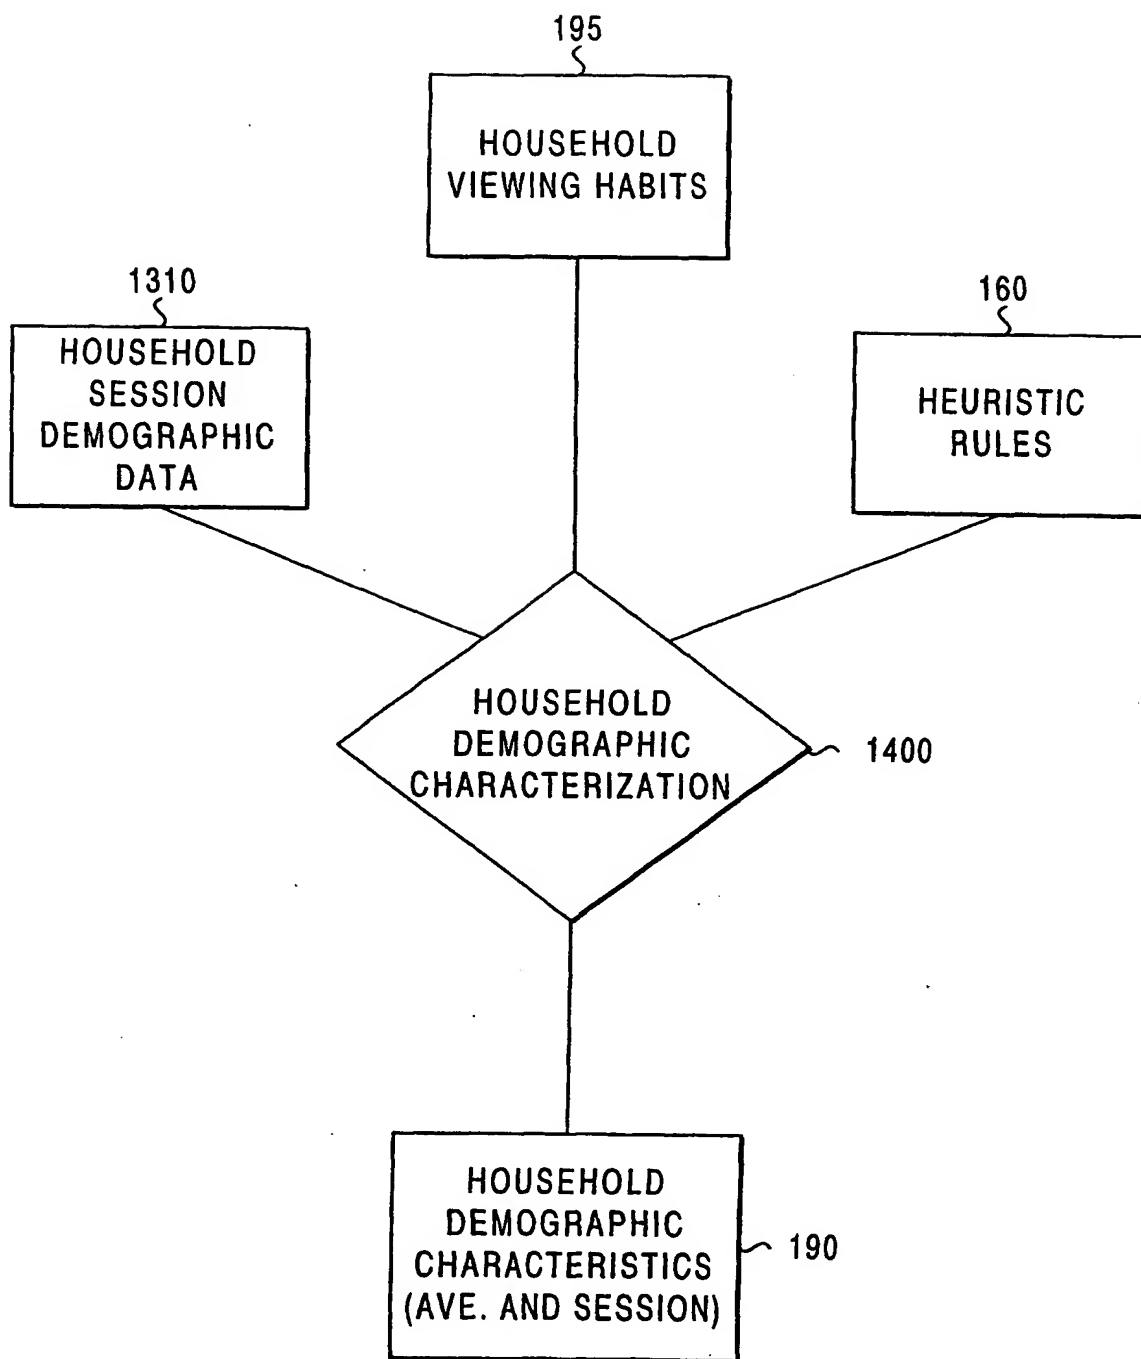 195
HOUSEHOLD
VIEWING HABITS
1310
HOUSEHOLD
SESSION
DEMOGRAPHIC
DATA
160
HEURISTIC
RULES
HOUSEHOLD
DEMOGRAPHIC
CHARACTERIZATION
1400
HOUSEHOLD
DEMOGRAPHIC
CHARACTERISTICS
(AVE. AND SESSION)
190